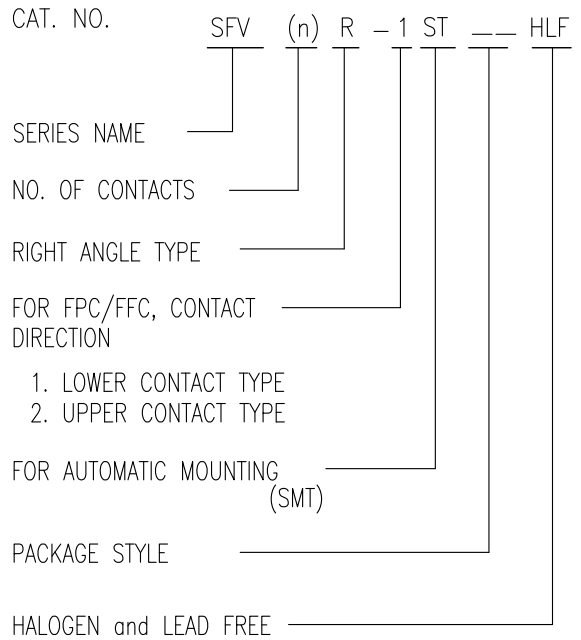 CAT. NO.
SFV (n) R - 1 ST __ HLF
SERIES NAME
NO. OF CONTACTS
RIGHT ANGLE TYPE
FOR FPC/FFC, CONTACT
DIRECTION
1. LOWER CONTACT TYPE
2. UPPER CONTACT TYPE
FOR AUTOMATIC MOUNTING
(SMT)
PACKAGE STYLE
HALOGEN and LEAD FREE